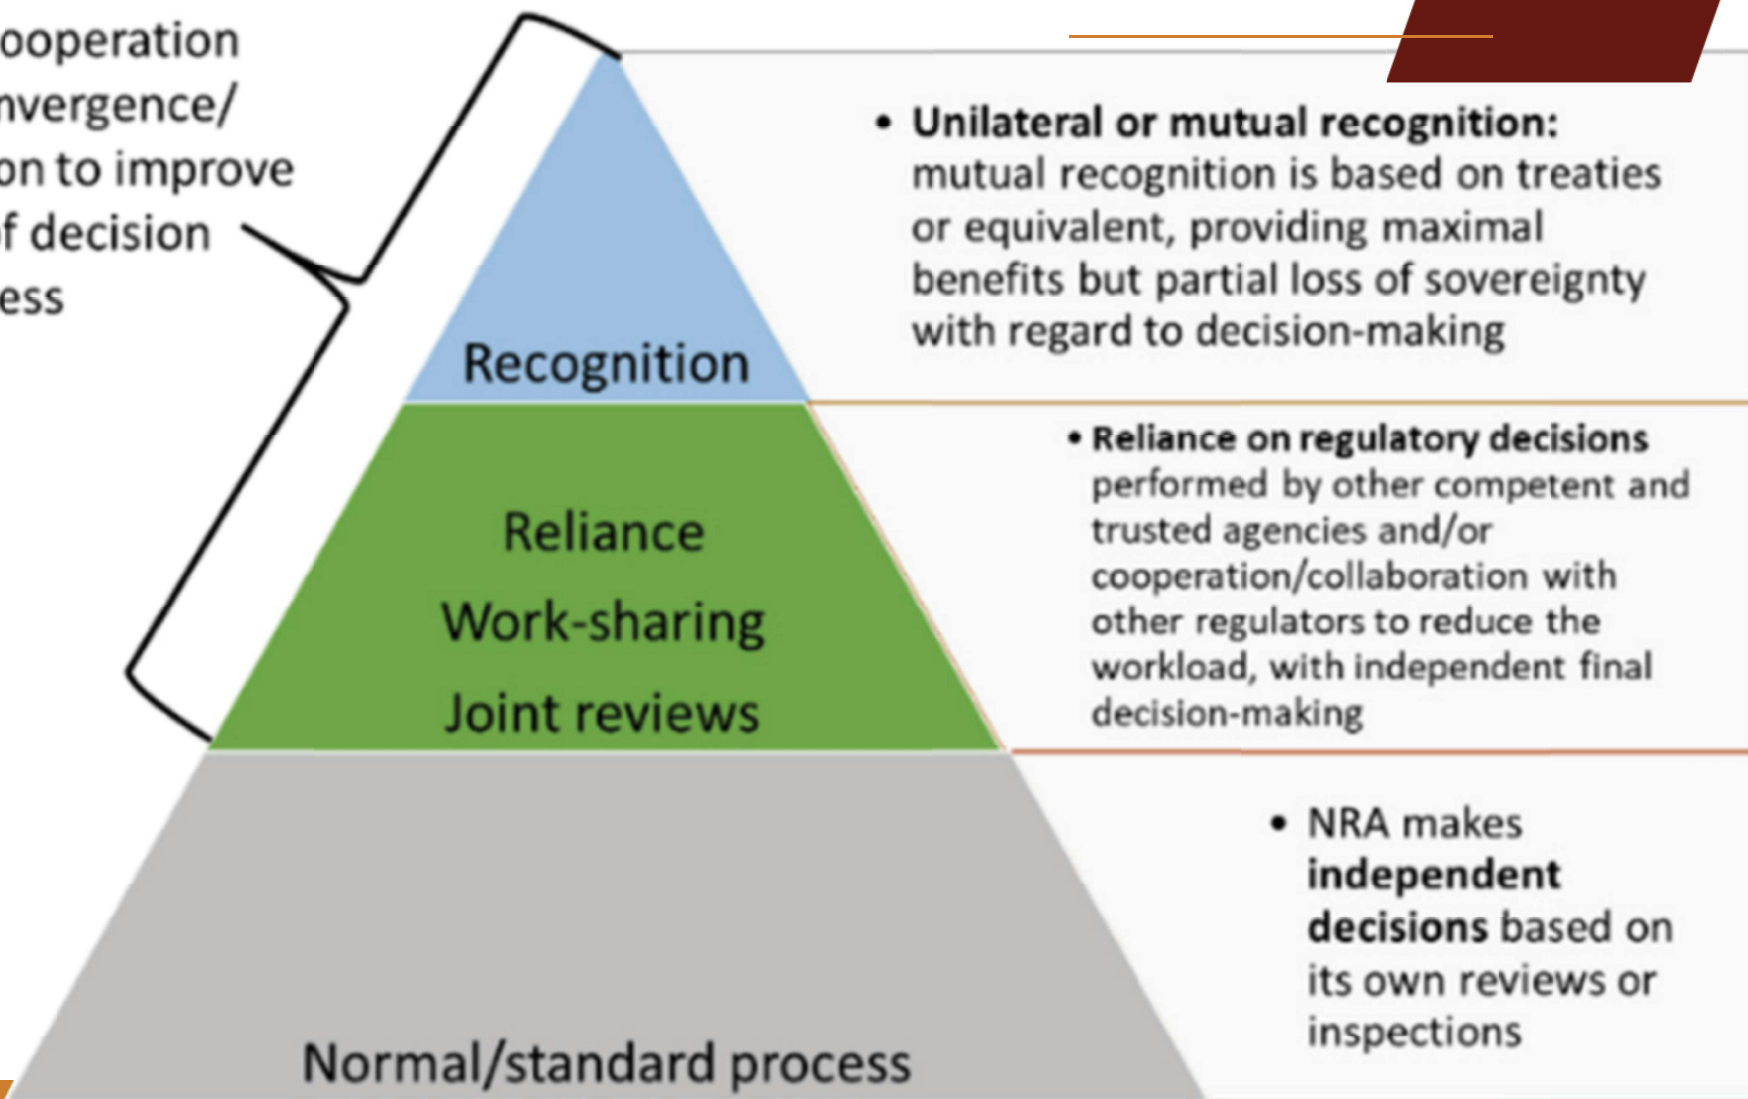 ooperation
nvergence/
on to improve
f decision
ess
• Unilateral or mutual recognition:
mutual recognition is based on treaties
or equivalent, providing maximal
benefits but partial loss of sovereignty
with regard to decision-making
Recognition
• Reliance on regulatory decisions
performed by other competent and
trusted agencies and/or
cooperation/collaboration with
other regulators to reduce the
workload, with independent final
decision-making
Reliance
Work-sharing
Joint reviews
• NRA makes
independent
decisions based on
its own reviews or
inspections
Normal/standard process